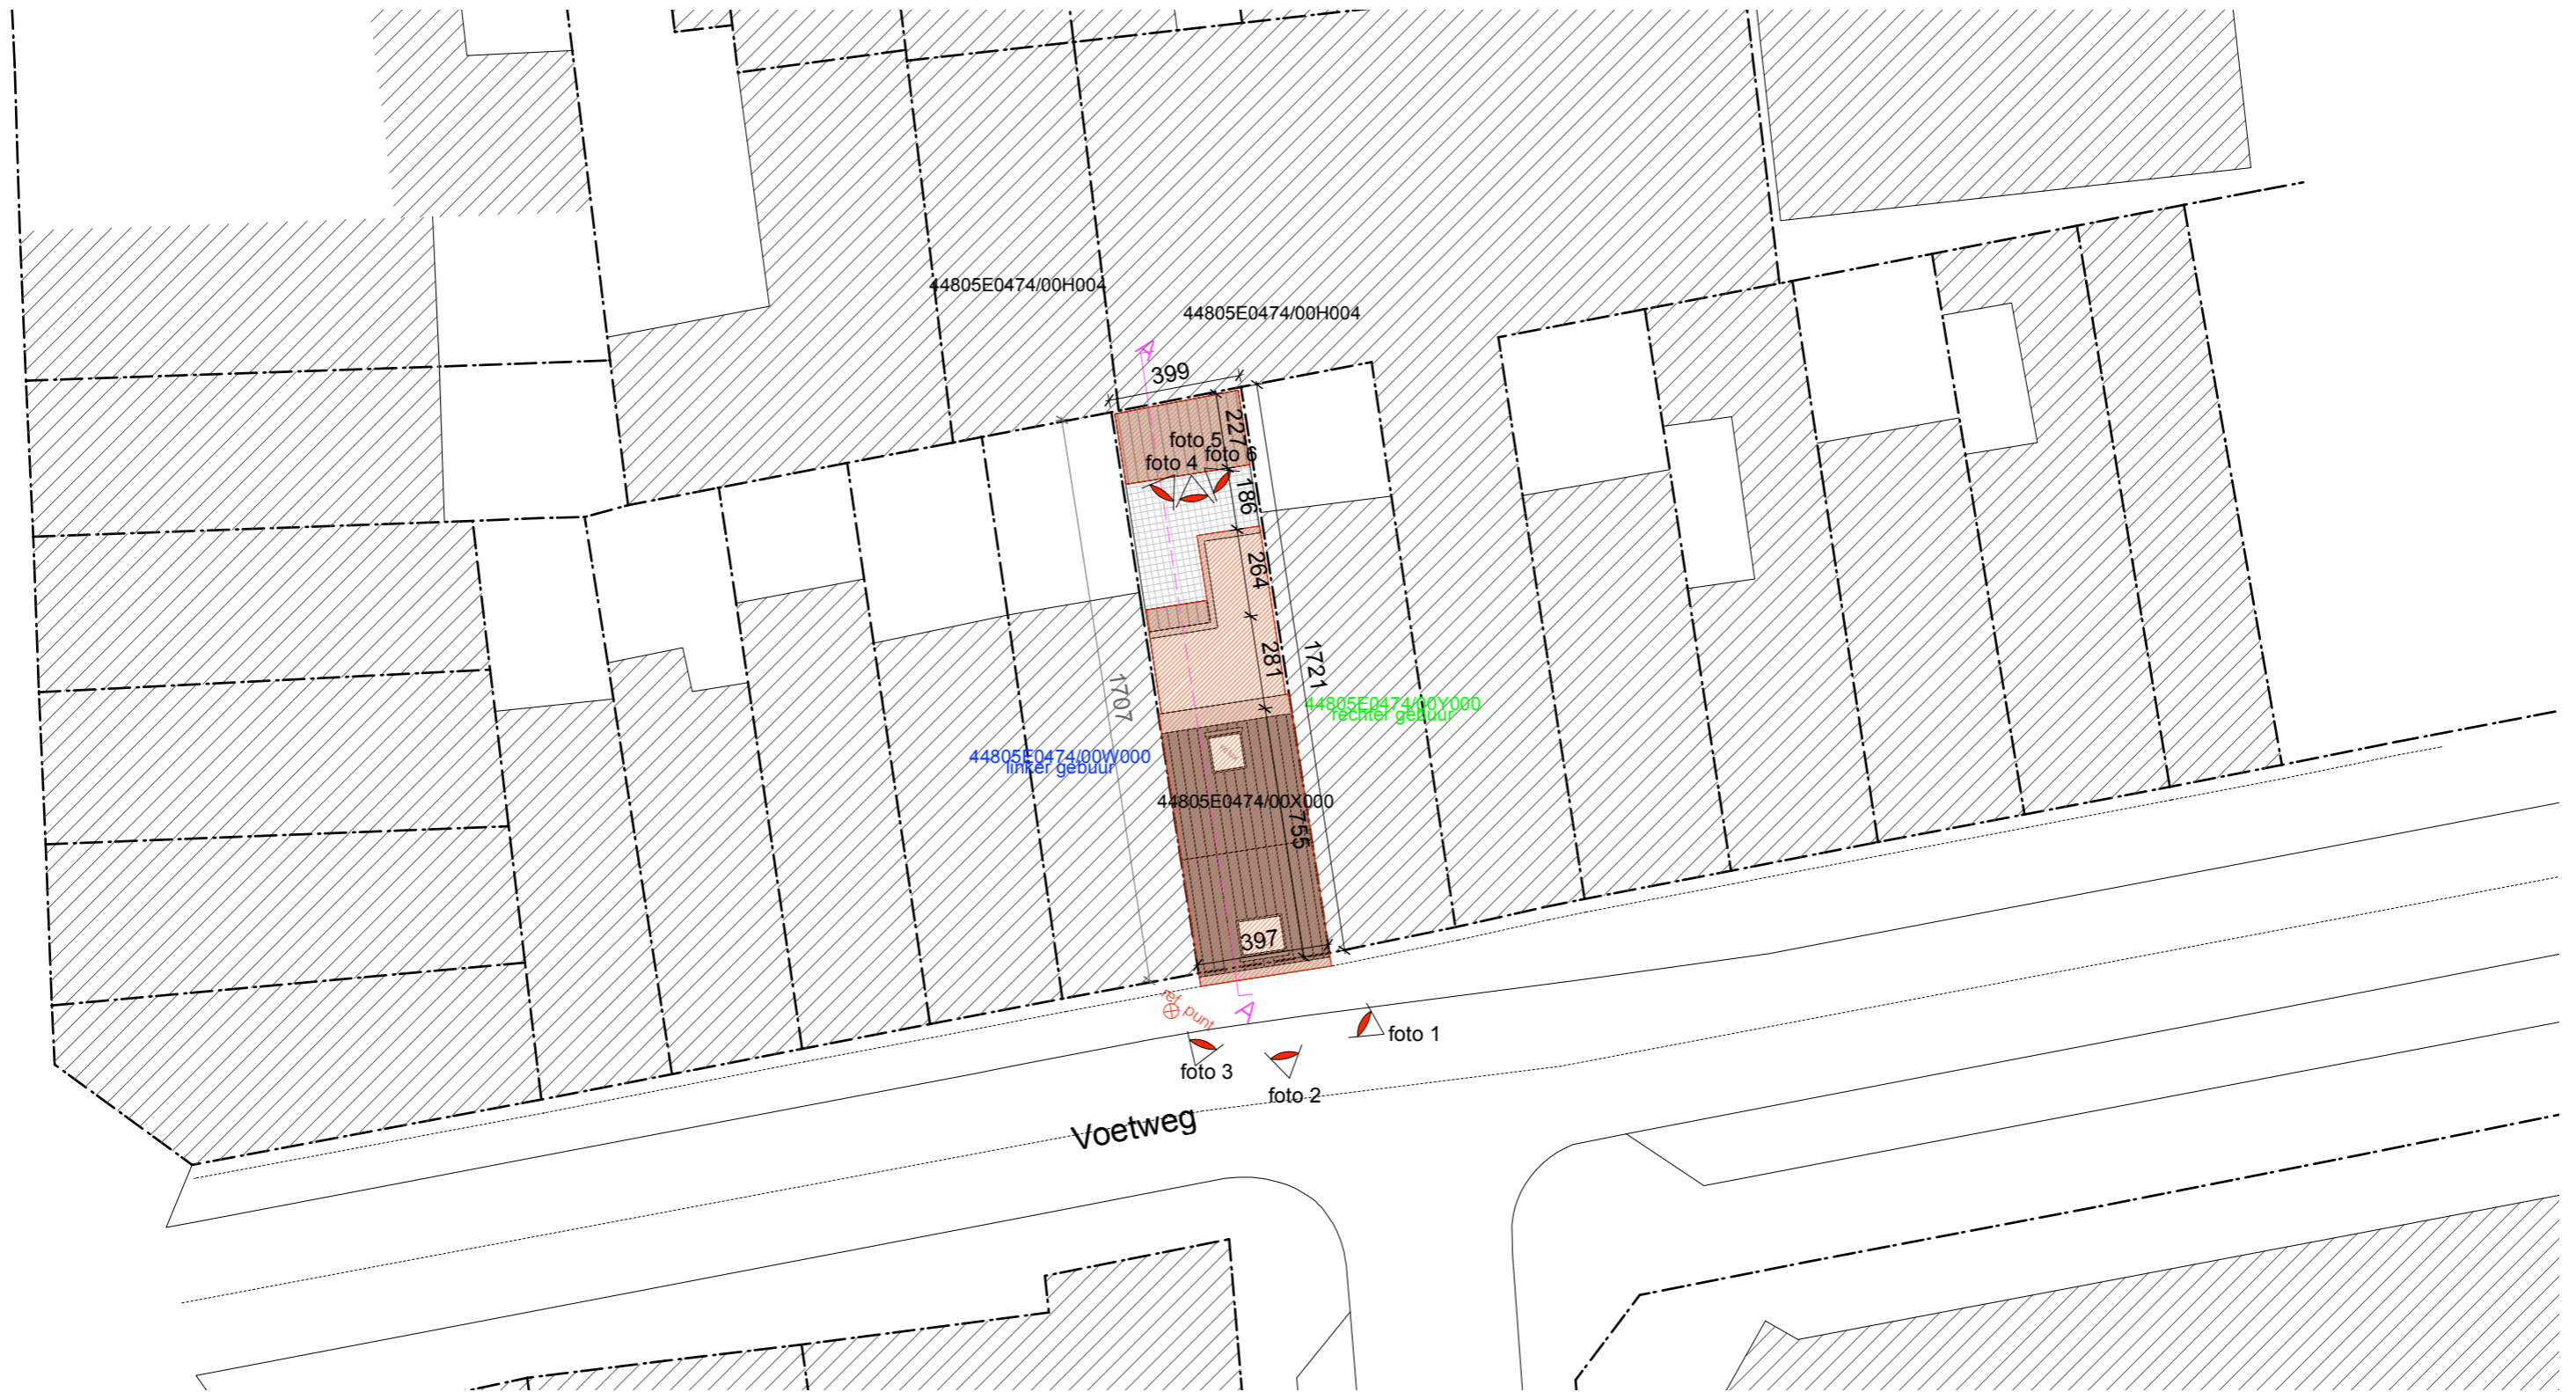 44805E0474/00H004
44805E0474/00H004
A
399
227
foto 5
foto 6
foto 4
186
264
281
1721
1707
44805E0474/00Y000
rechter gebuur
44805E0474/00W000
linker gebuur
44805E0474/00X000
755
397
ref. punt
A
foto 1
foto 3
foto 2
Voetweg